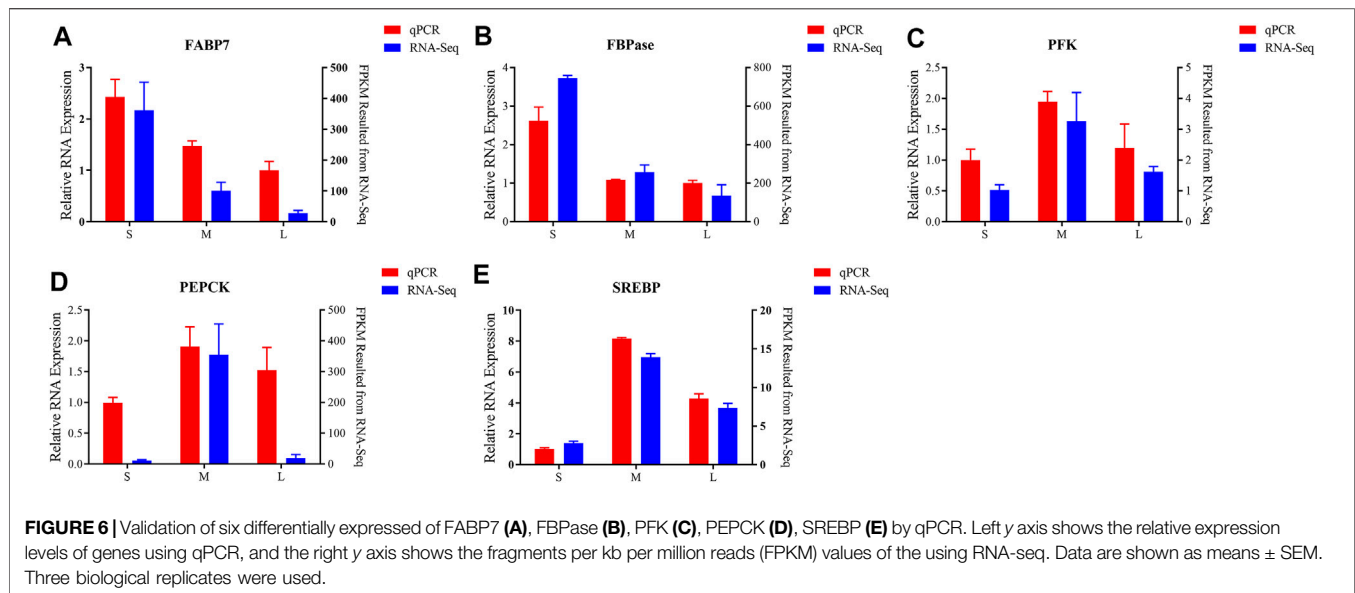 A
FABP7
qPCR
RNA-Seq
Relative RNA Expression
3
2
1
0
500
400
300
200
100
0
FPKM Resulted from RNA-Seq
S M L
B
FBPase
qPCR
RNA-Seq
Relative RNA Expression
4
3
2
1
0
800
600
400
200
0
FPKM Resulted from RNA-Seq
S M L
C
PFK
qPCR
RNA-Seq
Relative RNA Expression
2.5
2.0
1.5
1.0
0.5
0.0
5
4
3
2
1
0
FPKM Resulted from RNA-Seq
S M L
D
PEPCK
qPCR
RNA-Seq
Relative RNA Expression
2.5
2.0
1.5
1.0
0.5
0.0
500
400
300
200
100
0
FPKM Resulted from RNA-Seq
S M L
E
SREBP
qPCR
RNA-Seq
Relative RNA Expression
10
8
6
4
2
0
20
15
10
5
0
FPKM Resulted from RNA-Seq
S M L
FIGURE 6 | Validation of six differentially expressed of FABP7 (A), FBPase (B), PFK (C), PEPCK (D), SREBP (E) by qPCR. Left y axis shows the relative expression
levels of genes using qPCR, and the right y axis shows the fragments per kb per million reads (FPKM) values of the using RNA-seq. Data are shown as means ± SEM.
Three biological replicates were used.